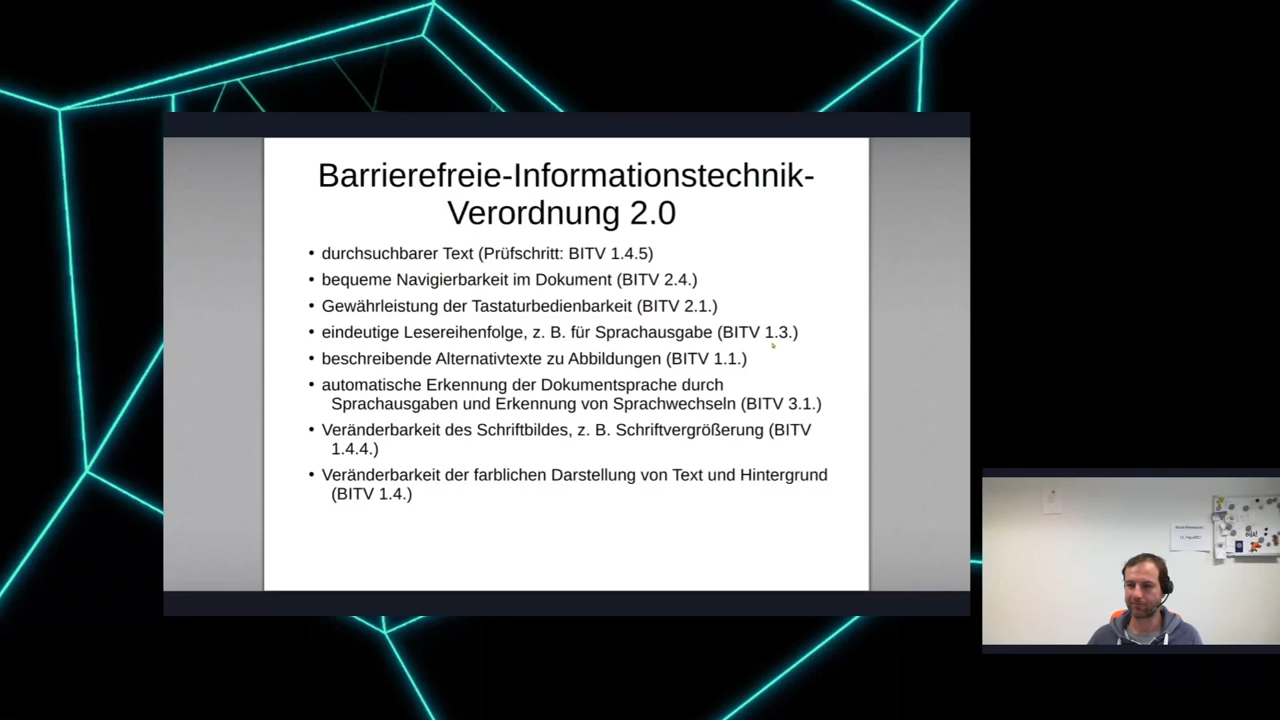 Barrierefreie-Informationstechnik-
Verordnung 2.0
• durchsuchbarer Text (Prüfschritt: BITV 1.4.5)
• bequeme Navigierbarkeit im Dokument (BITV 2.4.)
• Gewährleistung der Tastaturbedienbarkeit (BITV 2.1.)
• eindeutige Lesereihenfolge, z. B. für Sprachausgabe (BITV 1.3.)
• beschreibende Alternativtexte zu Abbildungen (BITV 1.1.)
• automatische Erkennung der Dokumentsprache durch
Sprachausgaben und Erkennung von Sprachwechseln (BITV 3.1.)
• Veränderbarkeit des Schriftbildes, z. B. Schriftvergrößerung (BITV
1.4.4.)
• Veränderbarkeit der farblichen Darstellung von Text und Hintergrund
(BITV 1.4.)